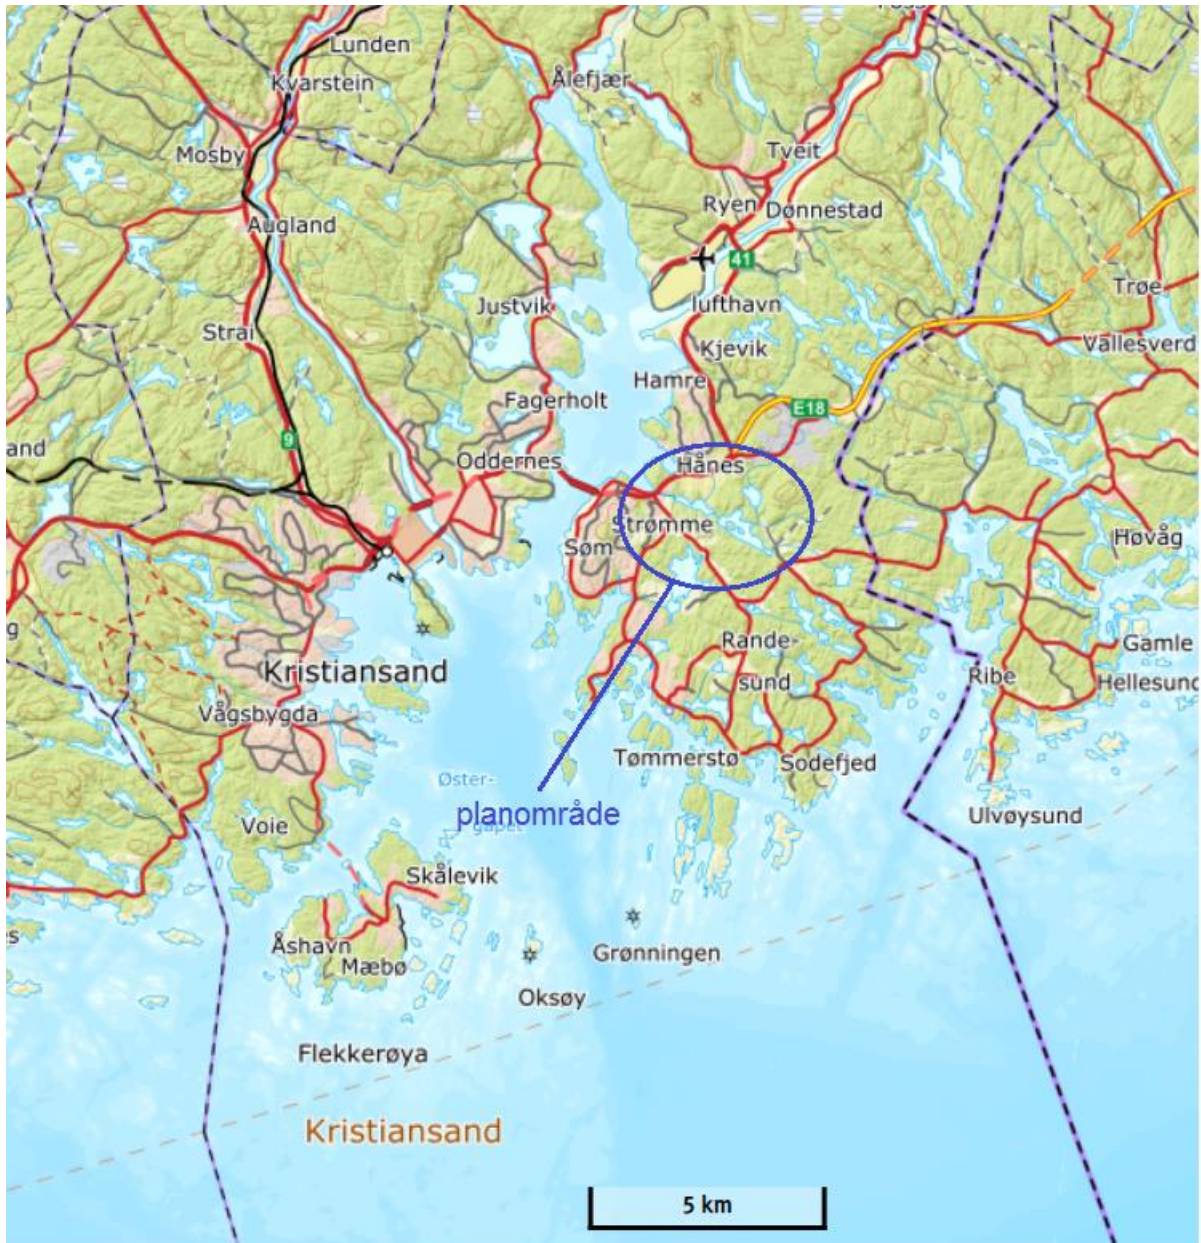 Lunden
Kvarstein
Ålefjær
Mosby
Tveit
Ryen
Dønnestad
Augland
41
Trøe
Justvik
lufthavn
Strai
Kjevik
Vallesverd
Hamre
Fagerholt
E18
9
Oddernes
Hånes
Strømme
Søm
Høvåg
Rande-
sund
Gamle
Hellesund
Kristiansand
Ribe
Vågsbygda
Tømmerstø
Sodefjed
Øster-
gapet
planområde
Ulvøysund
Voie
Skålevik
Åshavn
Mæbø
Grønningen
Oksøy
Flekkerøya
Kristiansand
5 km